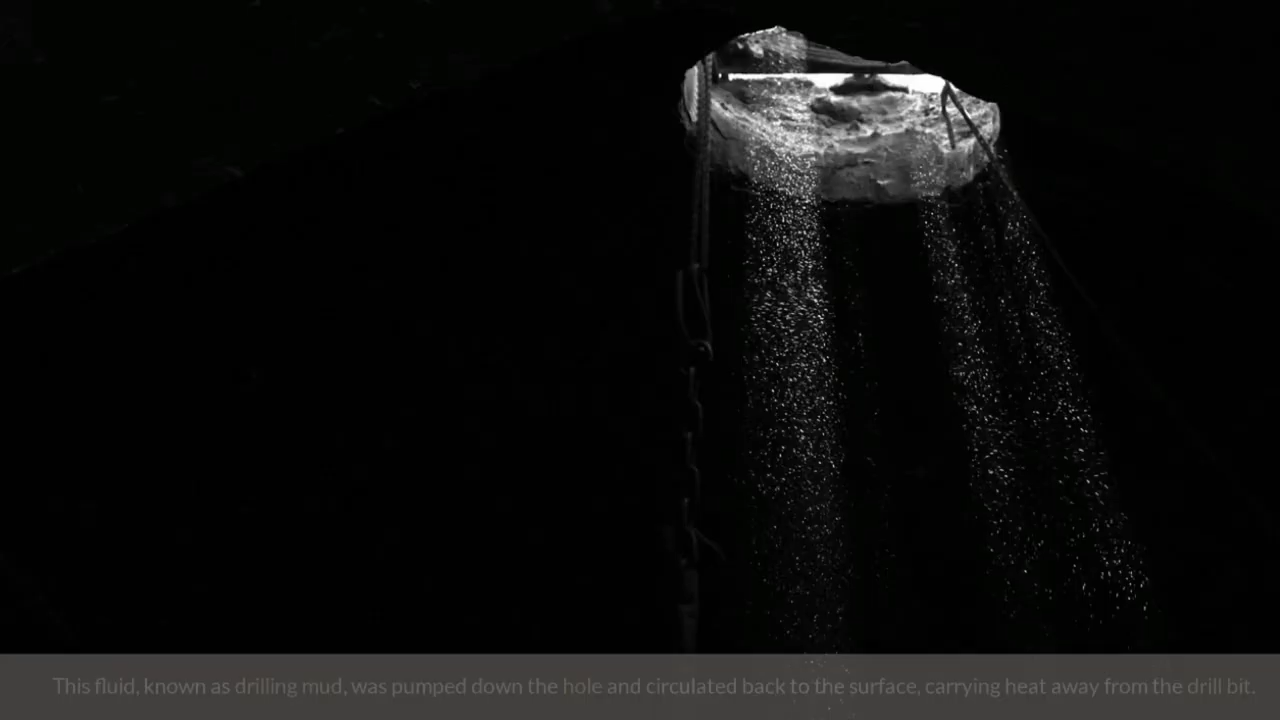 This fluid, known as drilling mud, was pumped down the hole and circulated back to the surface, carrying heat away from the drill bit.